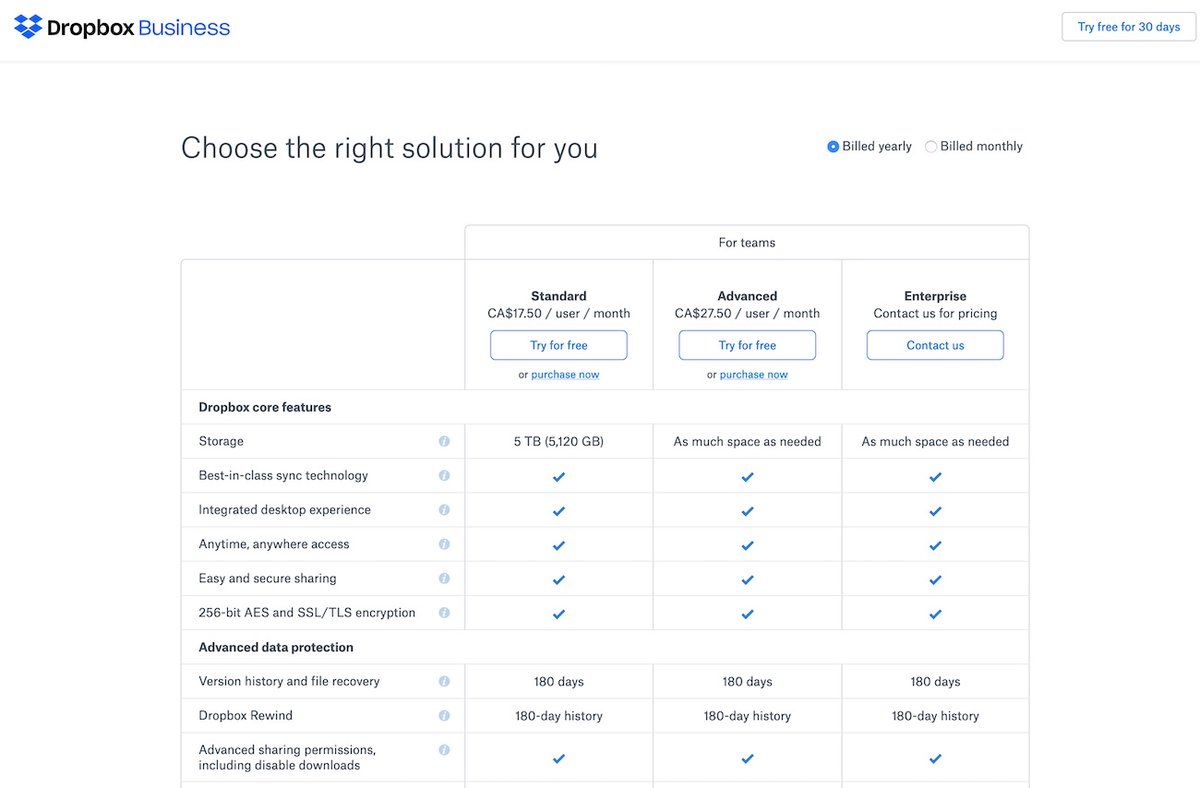 Dropbox Business
Try free for 30 days
Choose the right solution for you
Billed yearly
Billed monthly
For teams
Standard
CA$17.50 / user / month
Try for free
or purchase now
Advanced
CA$27.50 / user / month
Try for free
or purchase now
Enterprise
Contact us for pricing
Contact us
Dropbox core features
Storage i 5 TB (5,120 GB) As much space as needed As much space as needed
Best-in-class sync technology i ✓ ✓ ✓
Integrated desktop experience i ✓ ✓ ✓
Anytime, anywhere access i ✓ ✓ ✓
Easy and secure sharing i ✓ ✓ ✓
256-bit AES and SSL/TLS encryption i ✓ ✓ ✓
Advanced data protection
Version history and file recovery i 180 days 180 days 180 days
Dropbox Rewind i 180-day history 180-day history 180-day history
Advanced sharing permissions, i ✓ ✓ ✓
including disable downloads